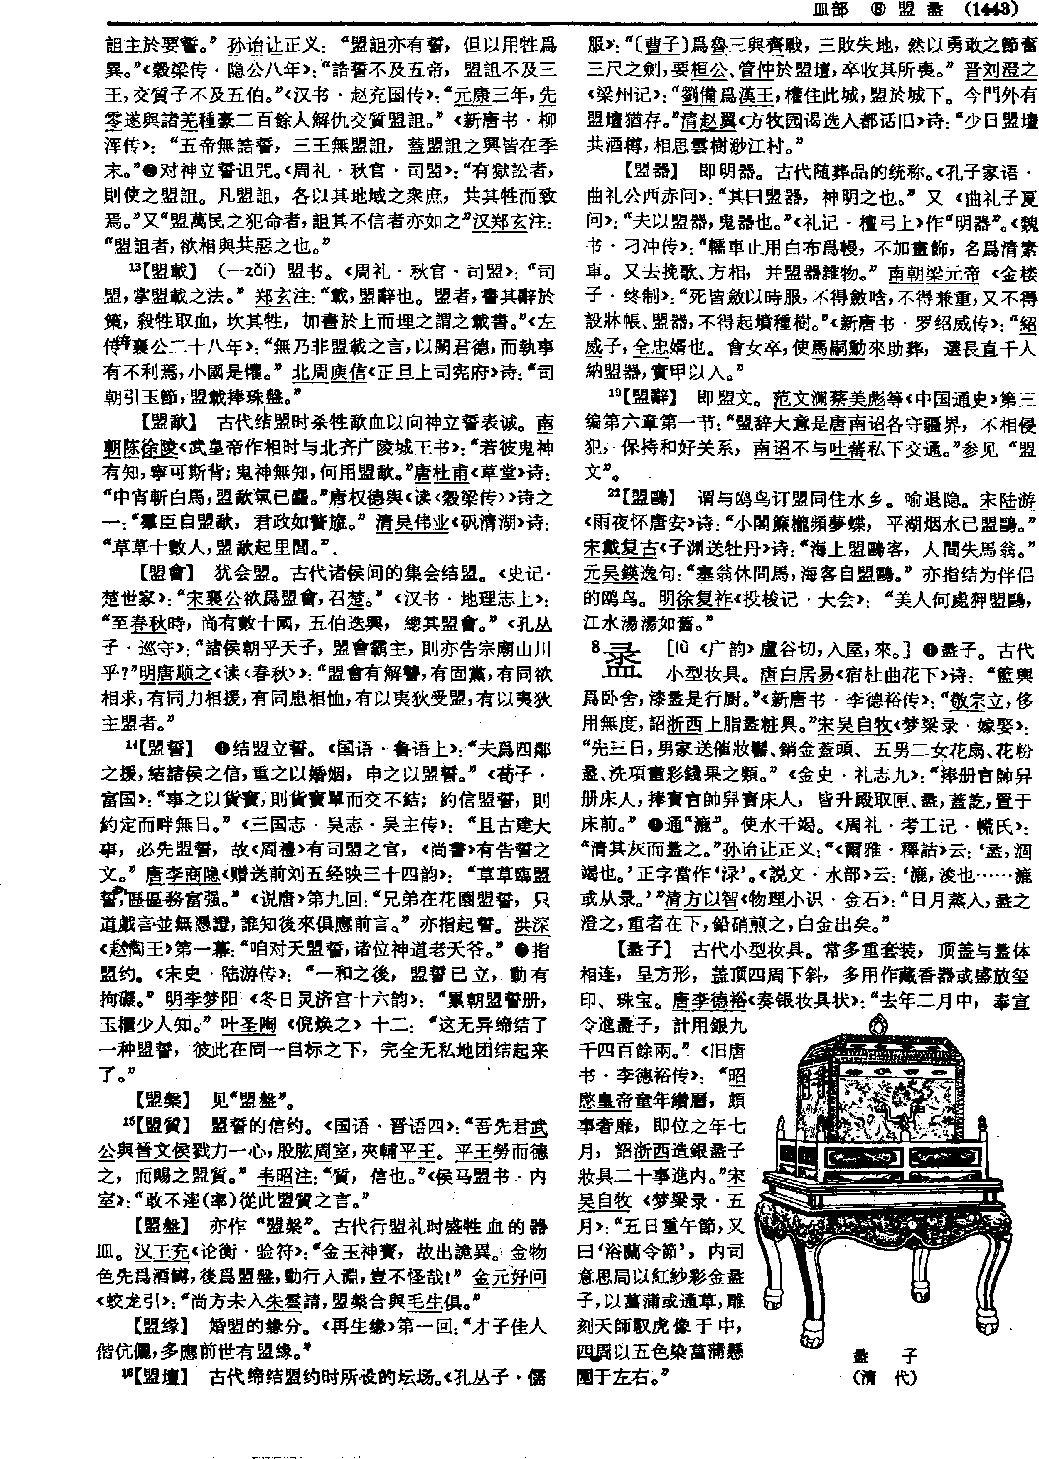 皿部 ⑧ 盟 盝 (1443)
詛主於要誓。”孙诒让正义：“盟詛亦有誓，但以用牲爲
異。”《穀梁传·隐公八年》：“誥誓不及五帝，盟詛不及三
王，交質子不及五伯。”《汉书·赵充国传》：“元康三年，先
零遂與諸羌種豪二百餘人解仇交質盟詛。”《新唐书·柳
浑传》：“五帝無誥誓，三王無盟詛，蓋盟詛之興皆在季
末。”❷对神立誓诅咒。《周礼·秋官·司盟》：“有獄訟者，
則使之盟詛。凡盟詛，各以其地域之衆庶，共其牲而致
焉。”又“盟萬民之犯命者，詛其不信者亦如之”汉郑玄注：
“盟詛者，欲相與共惡之也。”
¹³【盟載】（—zǎi）盟书。《周礼·秋官·司盟》：“司
盟，掌盟載之法。”郑玄注：“載，盟辭也。盟者，書其辭於
策，殺牲取血，坎其牲，加書於上而埋之謂之載書。”《左
传·襄公二十八年》：“無乃非盟載之言，以闕君德，而執事
有不利焉，小國是懼。”北周庾信《正旦上司宪府》诗：“司
朝引玉節，盟載捧珠盤。”
【盟歃】 古代结盟时杀牲歃血以向神立誓表诚。南
朝陈徐陵《武皇帝作相时与北齐广陵城主书》：“若彼鬼神
有知，寧可斯背；鬼神無知，何用盟歃。”唐杜甫《草堂》诗：
“中宵斬白馬，盟歃氣已麤。”唐权德舆《读〈穀梁传〉》诗之
一：“羣臣自盟歃，君政如贅旒。”清吴伟业《矾清湖》诗：
“草草十數人，盟歃起里閭。”
【盟會】 犹会盟。古代诸侯间的集会结盟。《史记·
楚世家》：“宋襄公欲爲盟會，召楚。”《汉书·地理志上》：
“至春秋時，尚有數十國，五伯迭興，總其盟會。”《孔丛
子·巡守》：“諸侯朝乎天子，盟會霸主，則亦告宗廟山川
乎？”明唐顺之《读〈春秋〉》：“盟會有解讐，有固黨，有同欲
相求，有同力相援，有同患相恤，有以夷狄受盟，有以夷狄
主盟者。”
¹⁴【盟誓】 ❶结盟立誓。《国语·鲁语上》：“夫爲四鄰
之援，結諸侯之信，重之以婚姻，申之以盟誓。”《荀子·
富国》：“事之以貨寶，則貨寶單而交不結；約信盟誓，則
約定而畔無日。”《三国志·吴志·吴主传》：“且古建大
事，必先盟誓，故《周禮》有司盟之官，《尚書》有告誓之
文。”唐李商隐《赠送前刘五经映三十四韵》：“草草臨盟
誓，區區務富强。”《说唐》第九回：“兄弟在花園盟誓，只
道戲言並無憑證，誰知後來俱應前言。”亦指起誓。洪深
《赵阎王》第一幕：“咱对天盟誓，诸位神道老天爷。”❷指
盟约。《宋史·陆游传》：“一和之後，盟誓已立，動有
拘礙。”明李梦阳《冬日灵济宫十六韵》：“累朝盟誓册，
玉櫃少人知。”叶圣陶《倪焕之》十二：“这无异缔结了
一种盟誓，彼此在同一目标之下，完全无私地团结起来
了。”
【盟槃】 见“盟盤”。
¹⁵【盟質】 盟誓的信约。《国语·晋语四》：“吾先君武
公與晉文侯戮力一心，股肱周室，夾輔平王。平王勞而德
之，而賜之盟質。”韦昭注：“質，信也。”《侯马盟书·内
室》：“敢不達(率)從此盟質之言。”
【盟盤】 亦作“盟槃”。古代行盟礼时盛牲血的器
皿。汉王充《论衡·验符》：“金玉神寶，故出詭異。金物
色先爲酒罇，後爲盟盤，動行入淵，豈不怪哉！”金元好问
《蛟龙引》：“尚方未入朱雲請，盟槃合與毛生俱。”
【盟缘】 婚盟的缘分。《再生缘》第一回：“才子佳人
偕伉儷，多應前世有盟缘。”
¹⁶【盟壇】 古代缔结盟约时所设的坛场。《孔丛子·儒
服》：“〔曹子〕爲魯三與齊戰，三敗失地，然以勇敢之節奮
三尺之劍，要桓公、管仲於盟壇，卒收其所喪。”晋刘澄之
《梁州记》：“劉備爲漢王，權住此城，盟於城下。今門外有
盟壇猶存。”清赵翼《方牧园谒选入都话旧》诗：“少日盟壇
共酒樽，相思雲樹渺江村。”
【盟器】 即明器。古代随葬品的统称。《孔子家语·
曲礼公西赤问》：“其曰盟器，神明之也。”又《曲礼子夏
问》：“夫以盟器，鬼器也。”《礼记·檀弓上》作“明器”。《魏
书·刁冲传》：“轜車止用白布爲幔，不加畫飾，名爲清素
車。又去挽歌、方相，并盟器雜物。”南朝梁元帝《金楼
子·终制》：“死皆斂以時服，不得斂唅，不得兼重，又不得
設牀帳、盟器，不得起墳種樹。”《新唐书·罗绍威传》：“紹
威子，全忠婿也。會女卒，使馬嗣勳來助葬，選長直千人
納盟器，實甲以入。”
¹⁹【盟辭】 即盟文。范文澜蔡美彪等《中国通史》第三
编第六章第一节：“盟辞大意是唐南诏各守疆界，不相侵
犯，保持和好关系，南诏不与吐蕃私下交通。”参见“盟
文”。
²²【盟鷗】 谓与鸥鸟订盟同住水乡。喻退隐。宋陆游
《雨夜怀唐安》诗：“小閣簾櫳頻夢蝶，平湖烟水已盟鷗。”
宋戴复古《子渊送牡丹》诗：“海上盟鷗客，人間失馬翁。”
元吴鎂逸句：“塞翁休問馬，海客自盟鷗。”亦指结为伴侣
的鸥鸟。明徐复祚《投梭记·大会》：“美人何處狎盟鷗，
江水湯湯如舊。”
⁸盝 [lù《广韵》盧谷切，入屋，來。] ❶盝子。古代
小型妆具。唐白居易《宿杜曲花下》诗：“籃輿
爲卧舍，漆盝是行厨。”《新唐书·李德裕传》：“敬宗立，侈
用無度，詔浙西上脂盝粧具。”宋吴自牧《梦粱录·嫁娶》：
“先三日，男家送催妝髻、銷金蓋頭、五男二女花扇、花粉
盝、洗項畫彩錢果之類。”《金史·礼志九》：“捧册官帥舁
册床人，捧寶官帥舁寶床人，皆升殿取匣、盝，蓋訖，置于
床前。”❷通“漉”。使水干竭。《周礼·考工记·㡛氏》：
“清其灰而盝之。”孙诒让正义：“《爾雅·釋詁》云：‘盝，涸
竭也。’正字當作‘渌’。《說文·水部》云：‘漉，浚也……漉
或从录。’”清方以智《物理小识·金石》：“日月蒸人，盝之
澄之，重者在下，鉛硝煎之，白金出矣。”
【盝子】 古代小型妆具。常多重套装，顶盖与盝体
相连，呈方形，盖顶四周下斜，多用作藏香器或盛放玺
印、珠宝。唐李德裕《奏银妆具状》：“去年二月中，奉宣
令進盝子，計用銀九
千四百餘兩。”《旧唐
书·李德裕传》：“昭
愍皇帝童年纘曆，頗
事奢靡，即位之年七
月，詔浙西造銀盝子
妝具二十事進内。”宋
吴自牧《梦粱录·五
月》：“五日重午節，又
曰‘浴蘭令節’，内司
意思局以紅紗彩金盝
子，以菖蒲或通草，雕
刻天師馭虎像于中，
四周以五色染菖蒲懸
圍于左右。”
盝 子
（清 代）